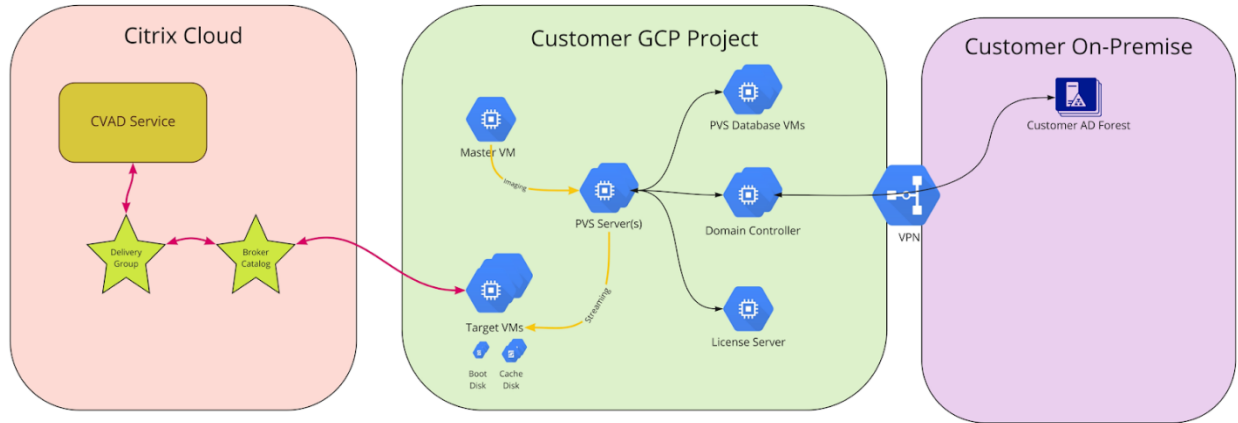 Citrix Cloud
CVAD Service
Delivery
Group
Broker
Catalog
Customer GCP Project
Master VM
Imaging
PVS Server(s)
PVS Database VMs
Domain Controller
License Server
Streaming
Target VMs
Boot
Disk
Cache
Disk
VPN
Customer On-Premise
Customer AD Forest